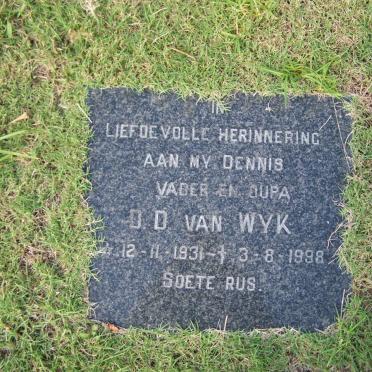 IN
LIEFDEVOLLE HERINNERING
AAN MY DENNIS
VADER EN OUPA
D.D VAN WYK
* 12-11-1931 - † 3-8-1998
SOETE RUS.